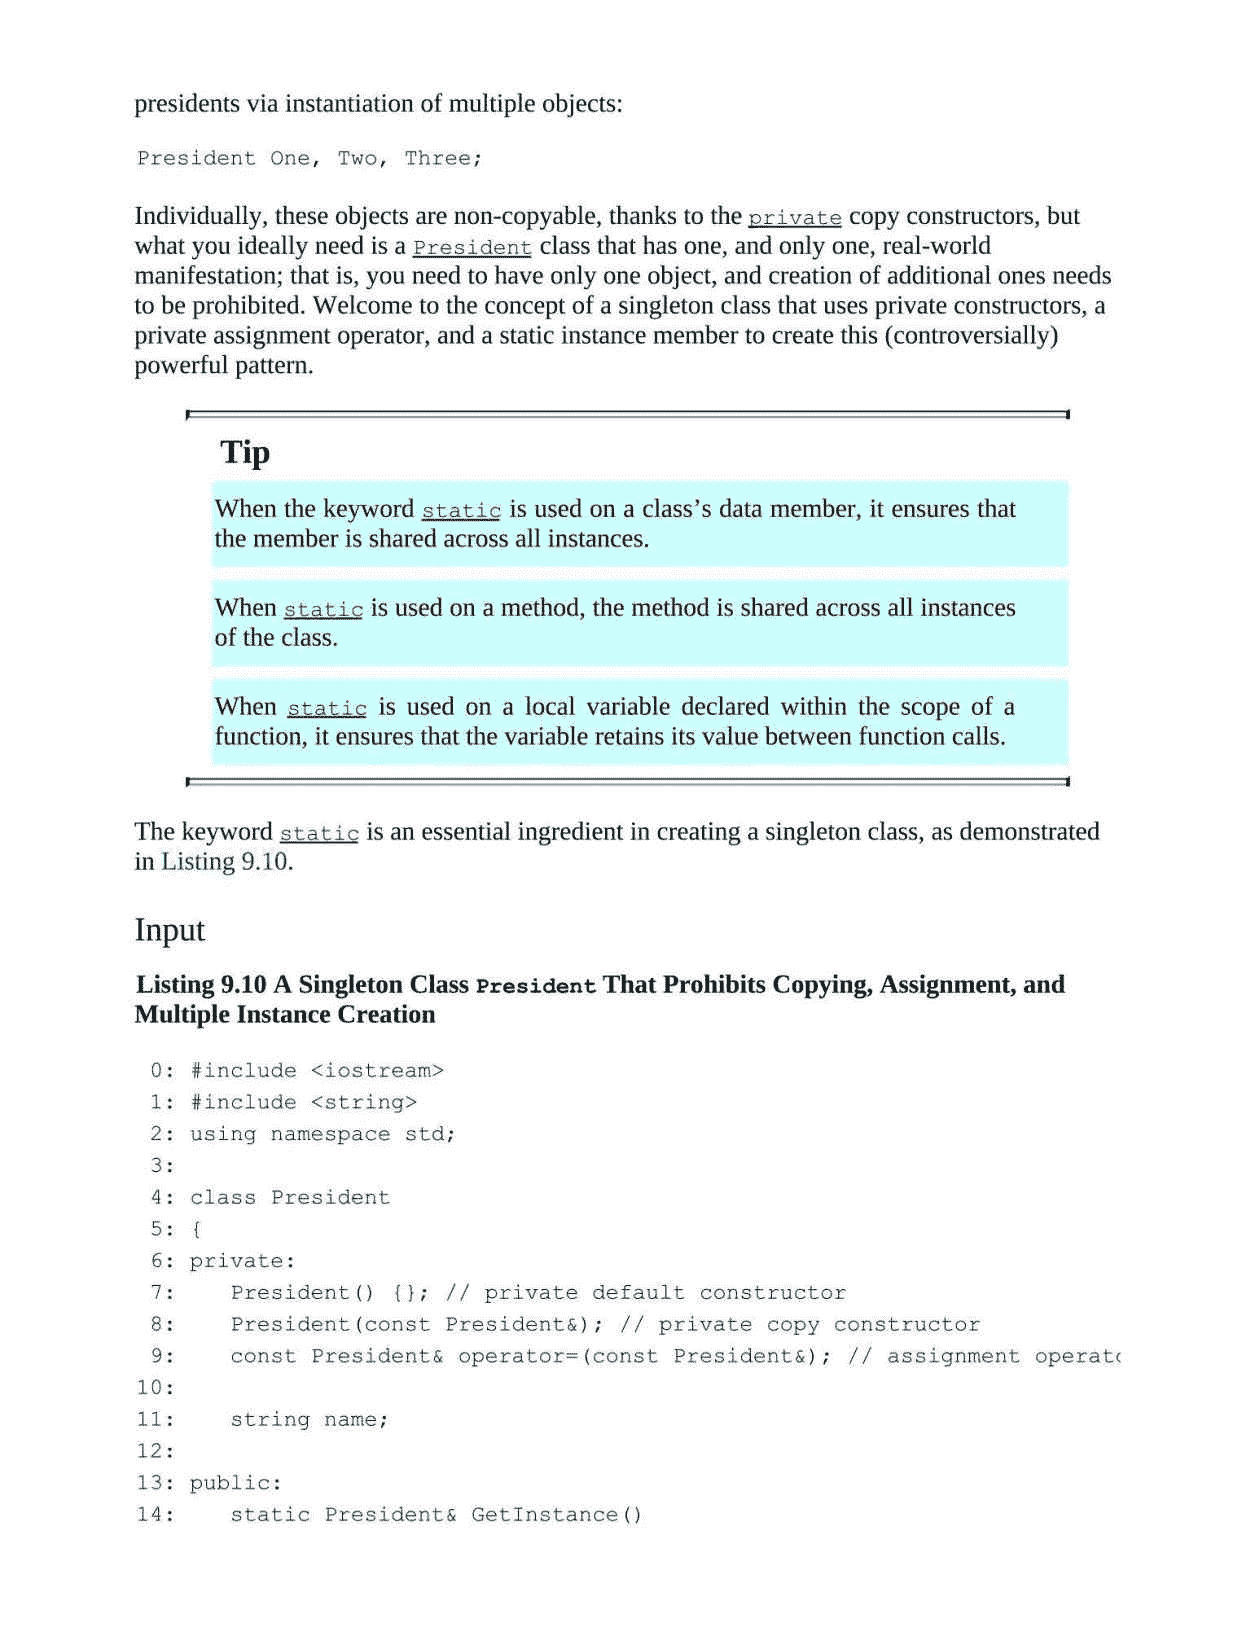 presidents via instantiation of multiple objects:
President One, Two, Three;
Individually, these objects are non-copyable, thanks to the private copy constructors, but
what you ideally need is a President class that has one, and only one, real-world
manifestation; that is, you need to have only one object, and creation of additional ones needs
to be prohibited. Welcome to the concept of a singleton class that uses private constructors, a
private assignment operator, and a static instance member to create this (controversially)
powerful pattern.
Tip
When the keyword static is used on a class’s data member, it ensures that
the member is shared across all instances.
When static is used on a method, the method is shared across all instances
of the class.
When static is used on a local variable declared within the scope of a
function, it ensures that the variable retains its value between function calls.
The keyword static is an essential ingredient in creating a singleton class, as demonstrated
in Listing 9.10.
Input
Listing 9.10 A Singleton Class President That Prohibits Copying, Assignment, and
Multiple Instance Creation
0: #include <iostream>
1: #include <string>
2: using namespace std;
3:
4: class President
5: {
6: private:
7:    President() {}; // private default constructor
8:    President(const President&); // private copy constructor
9:    const President& operator=(const President&); // assignment operato
10:
11:    string name;
12:
13: public:
14:    static President& GetInstance()